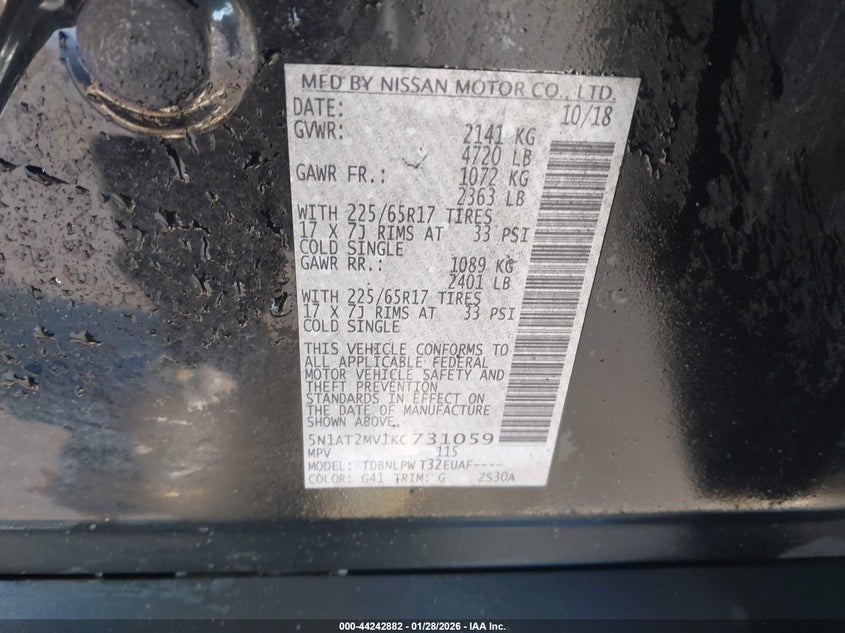 MFD BY NISSAN MOTOR CO., LTD.
DATE: 10/18
GVWR: 2141 KG
4720 LB
GAWR FR.: 1072 KG
2363 LB
WITH 225/65R17 TIRES
17 X 7J RIMS AT 33 PSI
COLD SINGLE
GAWR RR.: 1089 KG
2401 LB
WITH 225/65R17 TIRES
17 X 7J RIMS AT 33 PSI
COLD SINGLE
THIS VEHICLE CONFORMS TO
ALL APPLICABLE FEDERAL
MOTOR VEHICLE SAFETY AND
THEFT PREVENTION
STANDARDS IN EFFECT ON
THE DATE OF MANUFACTURE
SHOWN ABOVE.
5N1AT2MV1KC731059
MPV 115
MODEL: TDBNLPW T32EUAF----
COLOR: G41 TRIM: G ZS30A
000-44242882 — 01/28/2026 — IAA Inc.